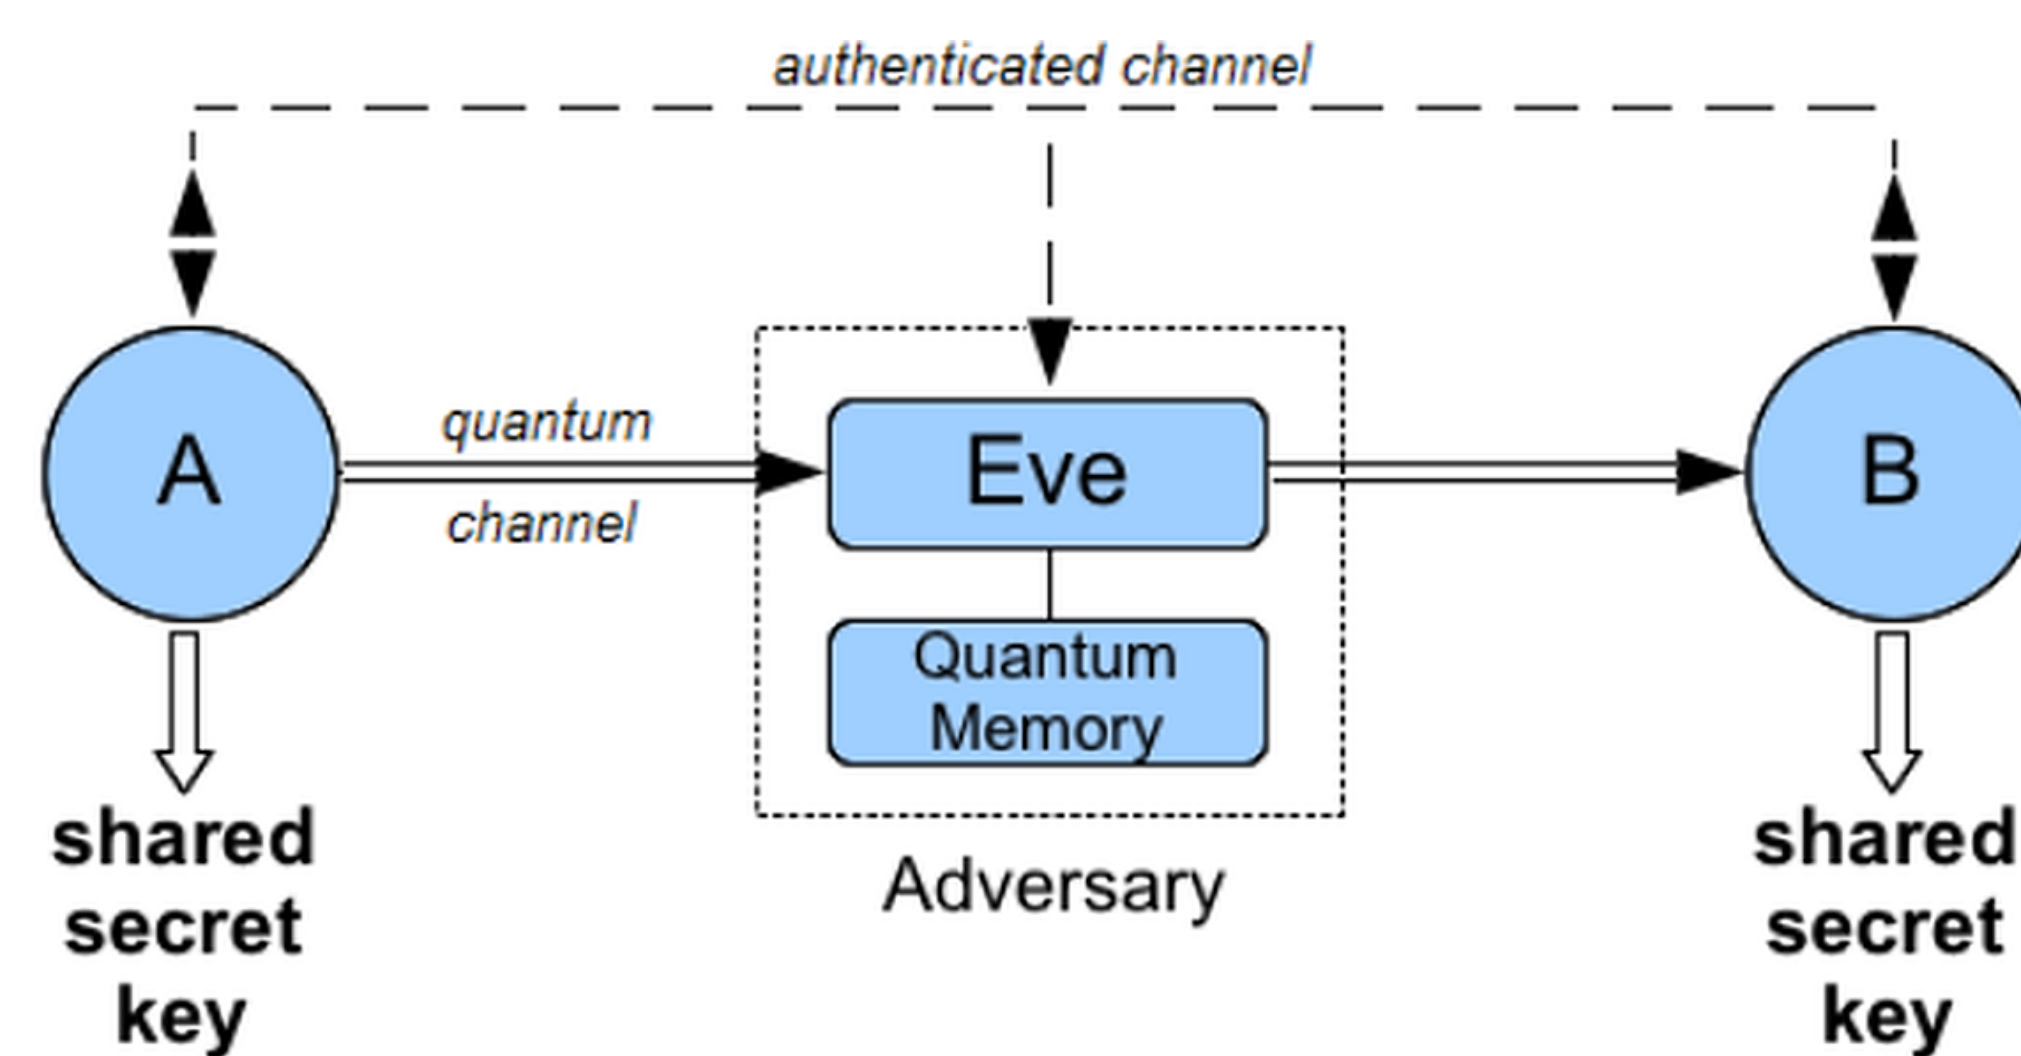 authenticated channel
quantum
channel
A
Eve
B
Quantum
Memory
Adversary
shared
secret
key
shared
secret
key